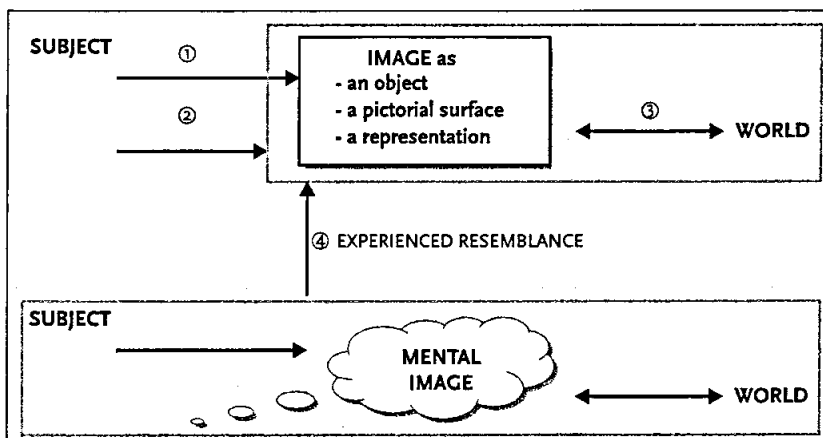 SUBJECT
①
IMAGE as
- an object
- a pictorial surface
- a representation
②
③
WORLD
④ EXPERIENCED RESEMBLANCE
SUBJECT
MENTAL
IMAGE
WORLD